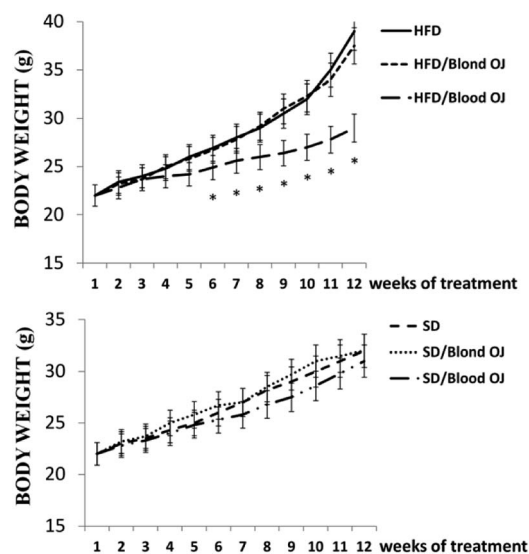 40
35
30
25
20
15
BODY WEIGHT (g)
HFD
HFD/Blond OJ
HFD/Blood OJ
* * * * * * *
1 2 3 4 5 6 7 8 9 10 11 12 weeks of treatment
35
30
25
20
15
BODY WEIGHT (g)
SD
SD/Blond OJ
SD/Blood OJ
1 2 3 4 5 6 7 8 9 10 11 12 weeks of treatment